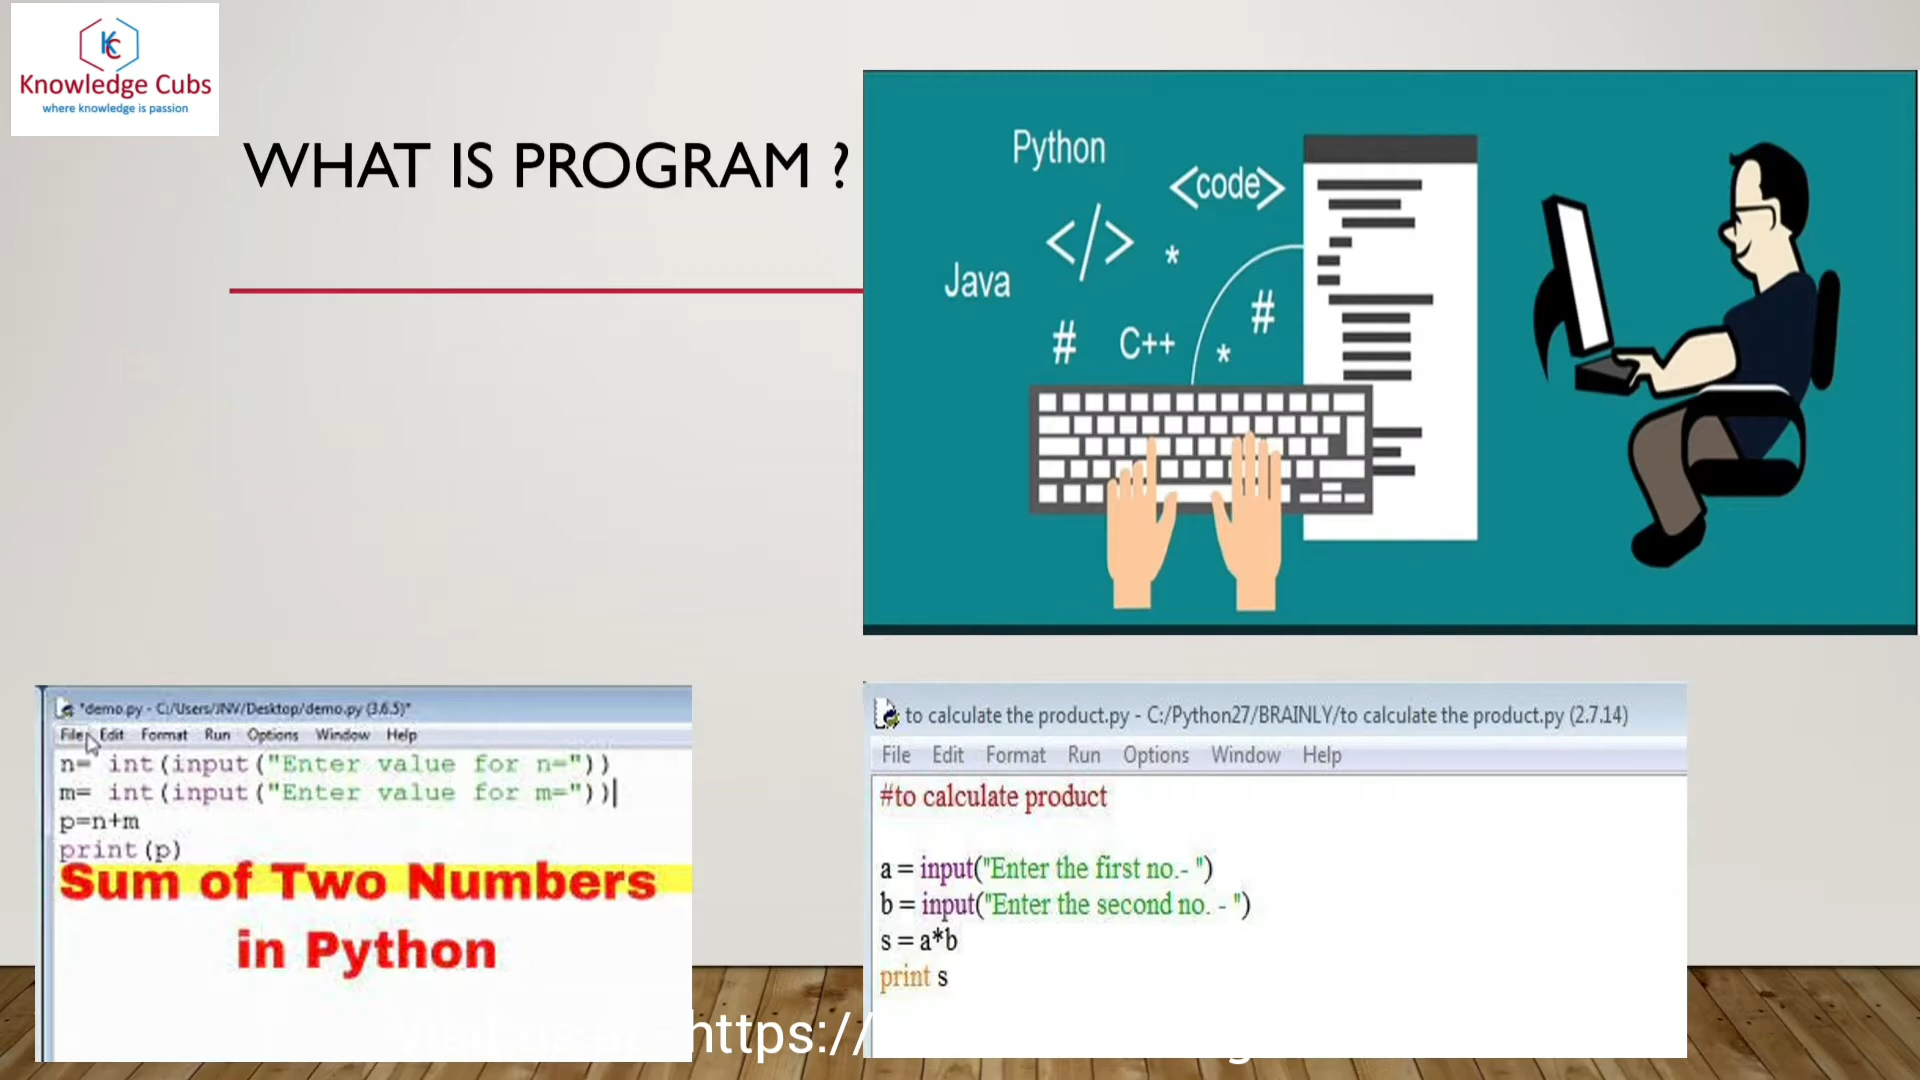 KC
Knowledge Cubs
where knowledge is passion
WHAT IS PROGRAM ?
Python
<code>
</>
*
Java
#
#
C++
*
*demo.py - C:/Users/JNV/Desktop/demo.py (3.6.5)*
File Edit Format Run Options Window Help
n= int(input("Enter value for n="))
m= int(input("Enter value for m="))
p=n+m
print(p)
Sum of Two Numbers
in Python
to calculate the product.py - C:/Python27/BRAINLY/to calculate the product.py (2.7.14)
File Edit Format Run Options Window Help
#to calculate product
a = input("Enter the first no.- ")
b = input("Enter the second no. - ")
s = a*b
print s
https://